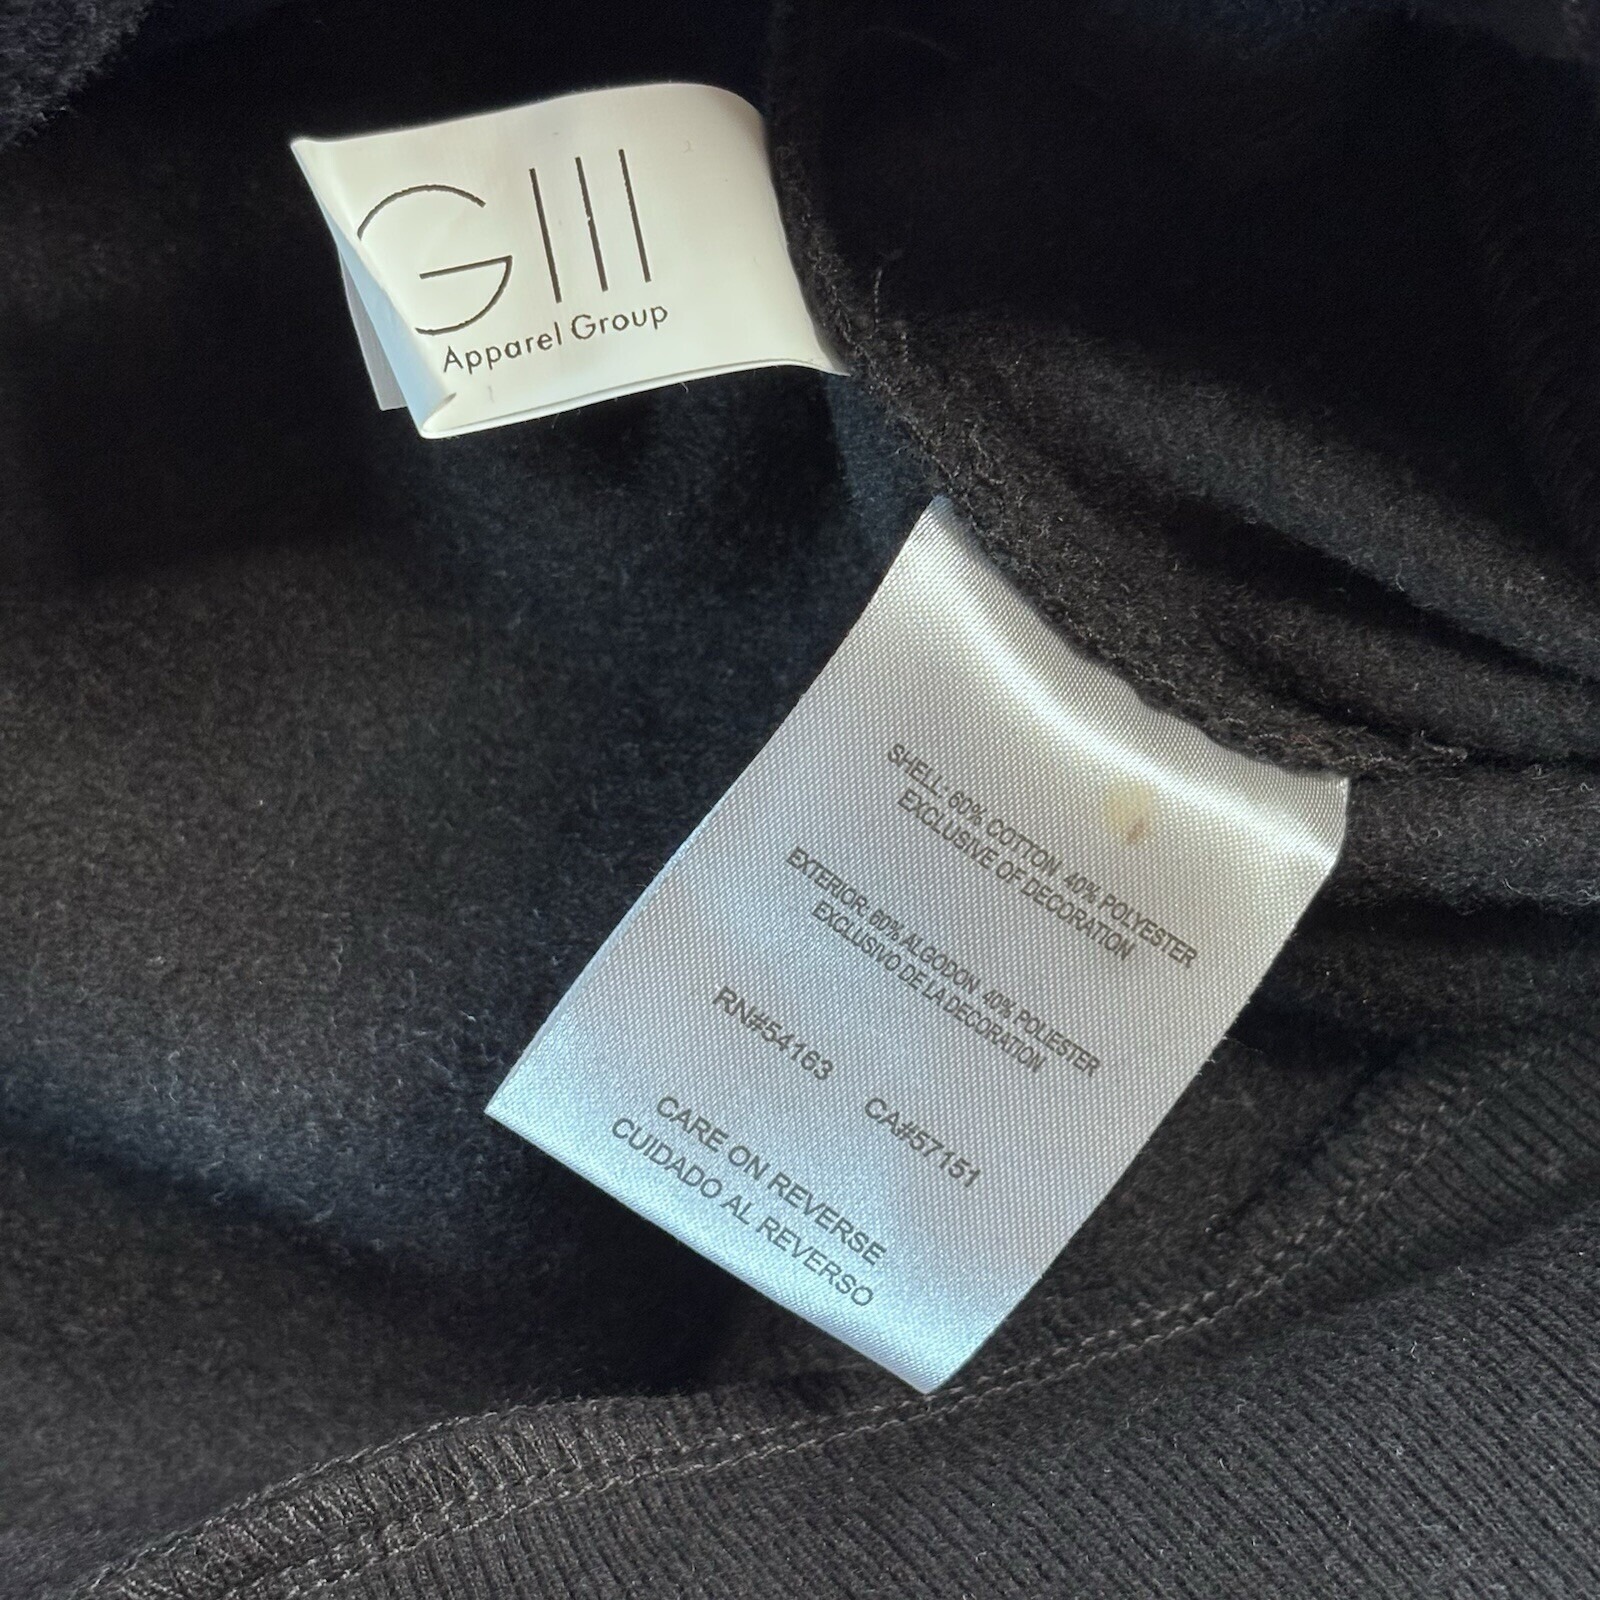 GIII
Apparel Group
SHELL: 60% COTTON 40% POLYESTER
EXCLUSIVE OF DECORATION
EXTERIOR: 60% ALGODON 40% POLIESTER
EXCLUSIVO DE LA DECORATION
RN#54163 CA#57151
CARE ON REVERSE
CUIDADO AL REVERSO